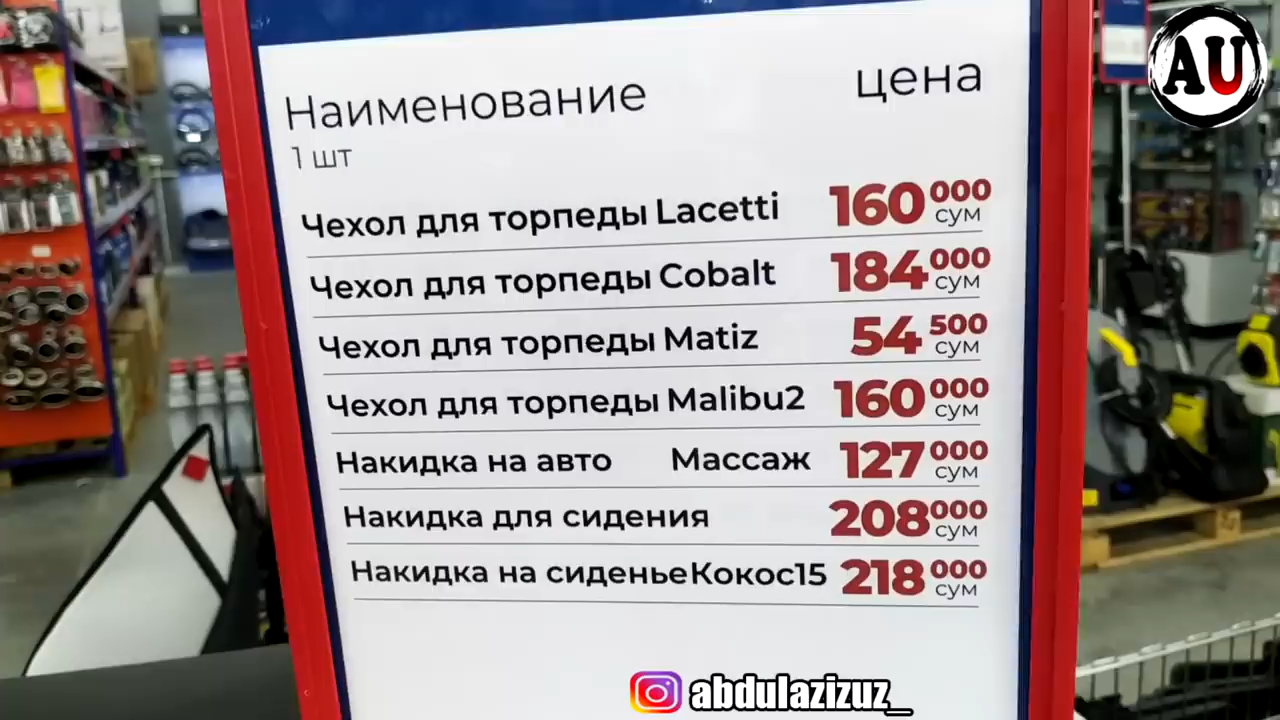 AU
Наименование цена
1 шт
Чехол для торпеды Lacetti 160 000 сум
Чехол для торпеды Cobalt 184 000 сум
Чехол для торпеды Matiz 54 500 сум
Чехол для торпеды Malibu2 160 000 сум
Накидка на авто Массаж 127 000 сум
Накидка для сидения 208 000 сум
Накидка на сиденье Кокос15 218 000 сум
abdulazizuz_